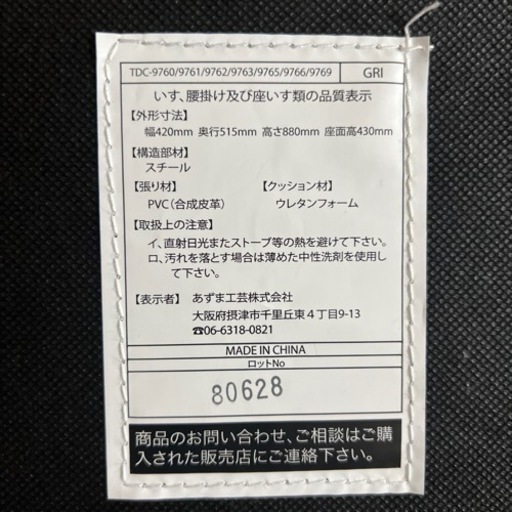 TDC-9760/9761/9762/9763/9765/9766/9769 GRI
いす、腰掛け及び座いす類の品質表示
【外形寸法】
幅420mm 奥行515mm 高さ880mm 座面高430mm
【構造部材】
スチール
【張り材】 【クッション材】
PVC（合成皮革） ウレタンフォーム
【取扱上の注意】
イ、直射日光またストーブ等の熱を避けて下さい。
ロ、汚れを落とす場合は薄めた中性洗剤を使用し
て下さい。
【表示者】 あずま工芸株式会社
大阪府摂津市千里丘東４丁目9-13
☎06-6318-0821
MADE IN CHINA
ロットNo
80628
商品のお問い合わせ、ご相談はご購
入された販売店にご連絡下さい。